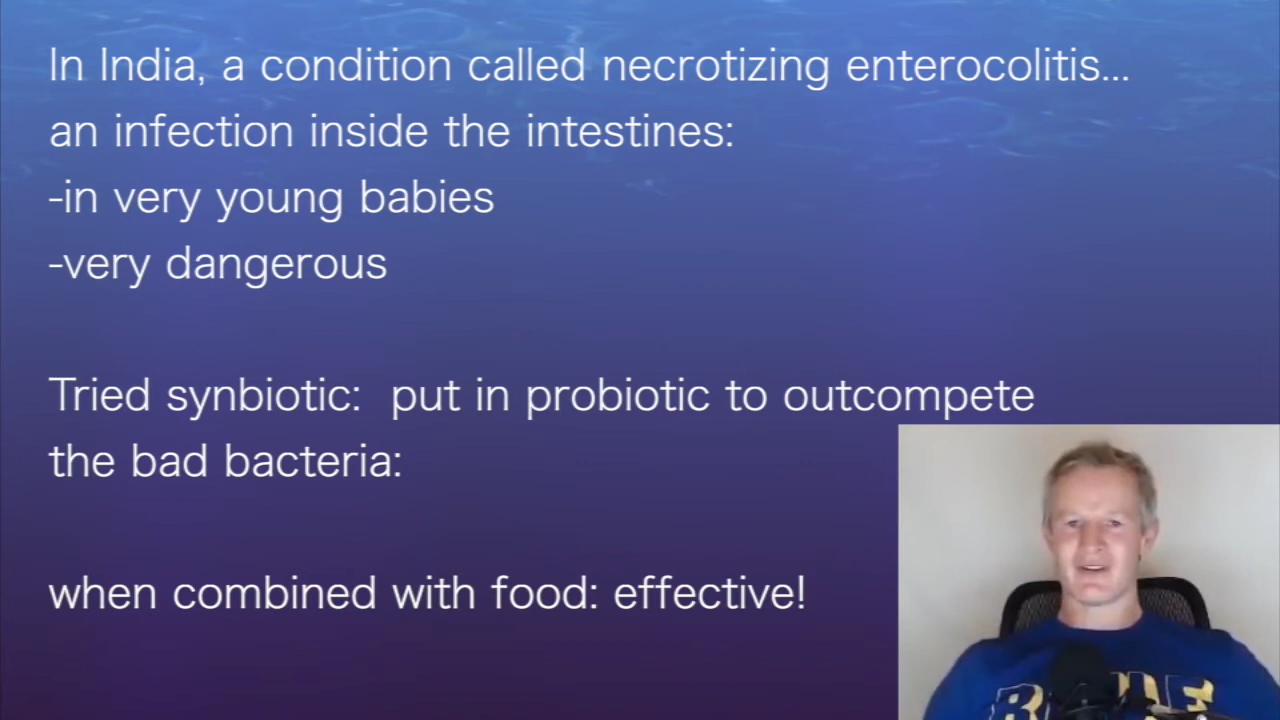 In India, a condition called necrotizing enterocolitis...
an infection inside the intestines:
-in very young babies
-very dangerous
Tried synbiotic:  put in probiotic to outcompete
the bad bacteria:
when combined with food: effective!